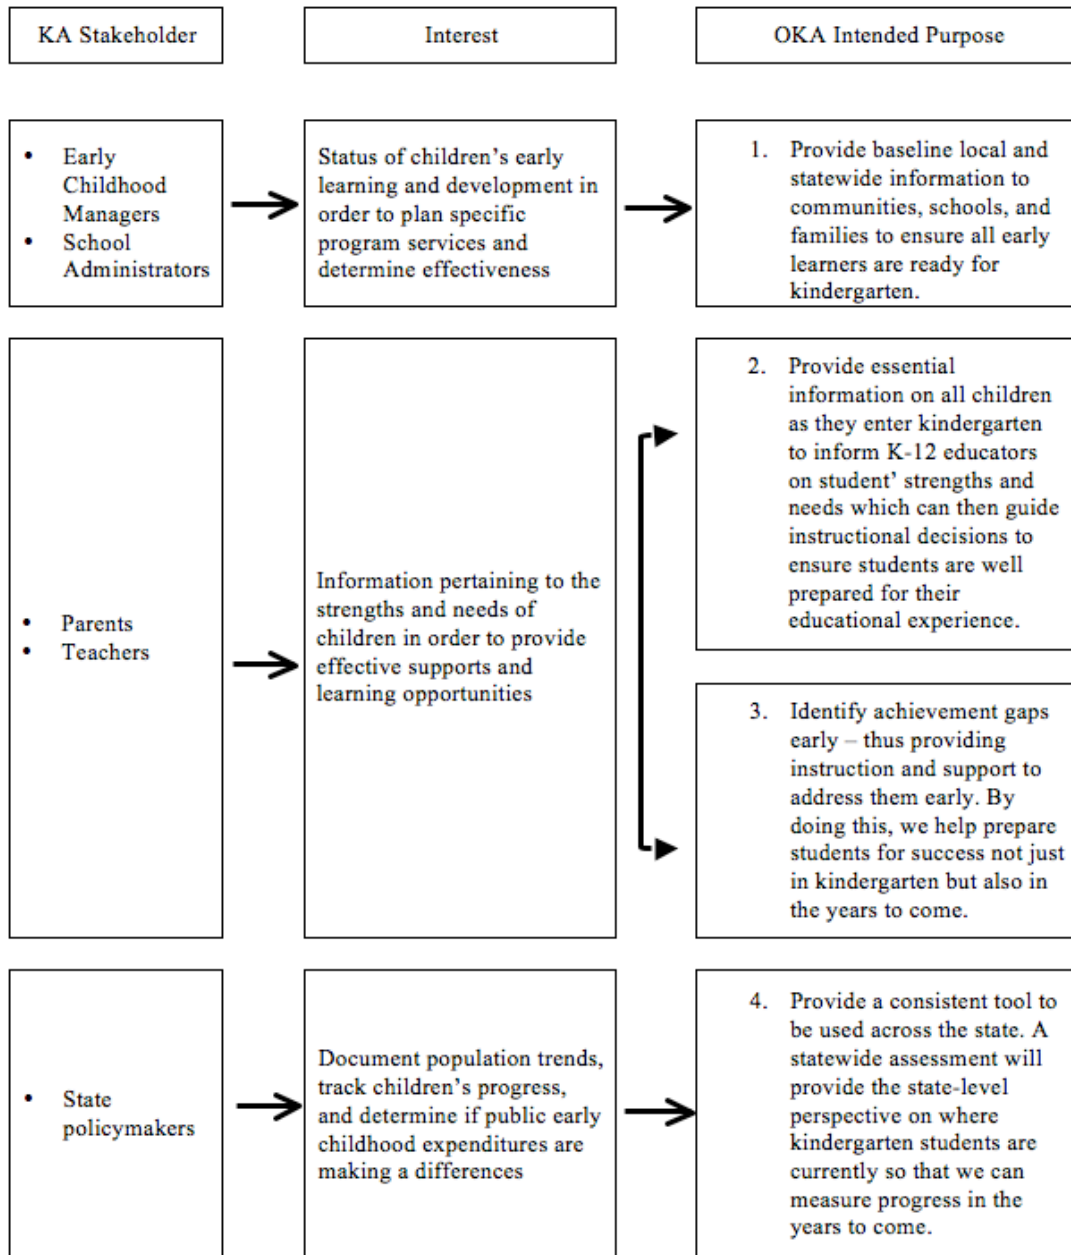 KA Stakeholder
Interest
OKA Intended Purpose
• Early
Childhood
Managers
• School
Administrators
Status of children’s early
learning and development in
order to plan specific
program services and
determine effectiveness
1. Provide baseline local and
statewide information to
communities, schools, and
families to ensure all early
learners are ready for
kindergarten.
• Parents
• Teachers
Information pertaining to the
strengths and needs of
children in order to provide
effective supports and
learning opportunities
2. Provide essential
information on all children
as they enter kindergarten
to inform K-12 educators
on student’ strengths and
needs which can then guide
instructional decisions to
ensure students are well
prepared for their
educational experience.
3. Identify achievement gaps
early – thus providing
instruction and support to
address them early. By
doing this, we help prepare
students for success not just
in kindergarten but also in
the years to come.
• State
policymakers
Document population trends,
track children’s progress,
and determine if public early
childhood expenditures are
making a differences
4. Provide a consistent tool to
be used across the state. A
statewide assessment will
provide the state-level
perspective on where
kindergarten students are
currently so that we can
measure progress in the
years to come.